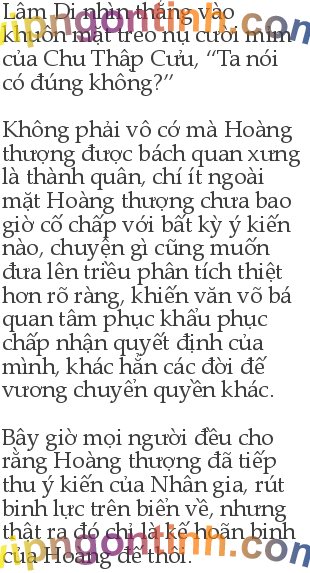 Lâm Di nhìn thẳng vào
khuôn mặt treo nụ cười mỉm
của Chu Thập Cửu, “Ta nói
có đúng không?”
Không phải vô cớ mà Hoàng
thượng được bách quan xưng
là thành quân, chí ít ngoài
mặt Hoàng thượng chưa bao
giờ cố chấp với bất kỳ ý kiến
nào, chuyện gì cũng muốn
đưa lên triều phân tích thiệt
hơn rõ ràng, khiến văn võ bá
quan tâm phục khẩu phục
chấp nhận quyết định của
mình, khác hẳn các đời đế
vương chuyên quyền khác.
Bây giờ mọi người đều cho
rằng Hoàng thượng đã tiếp
thu ý kiến của Nhân gia, rút
binh lực trên biển về, nhưng
thật ra đó chỉ là kế hoãn binh
của Hoàng đế thôi.
vipngontinh.com
vipngontinh.com